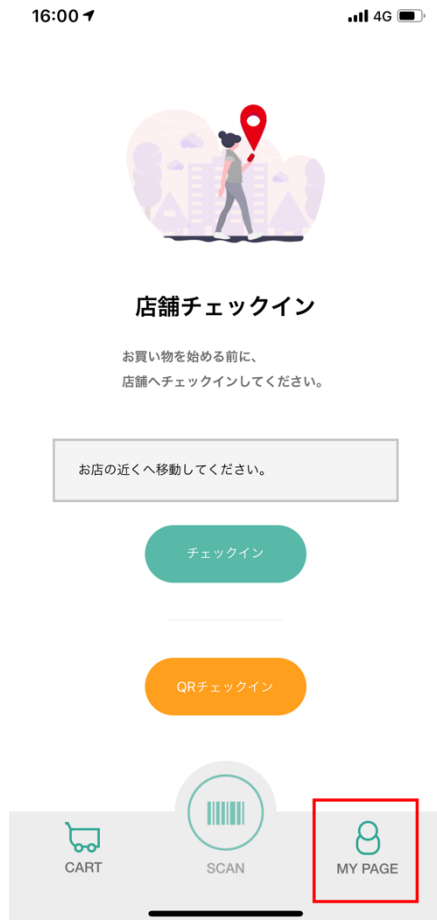 16:00
4G
店舗チェックイン
お買い物を始める前に、
店舗へチェックインしてください。
お店の近くへ移動してください。
チェックイン
QRチェックイン
CART
SCAN
MY PAGE